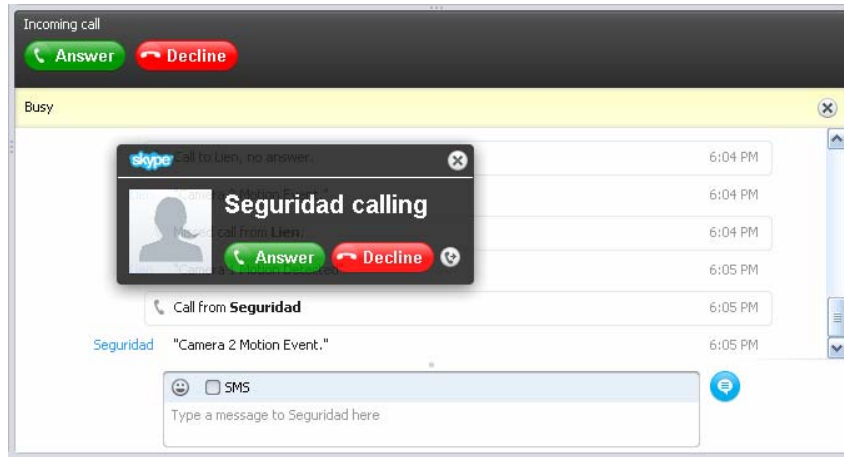 Incoming call
Answer Decline
Busy
skype Call to Lien, no answer. 6:04 PM
"Camera 1 Motion Event." 6:04 PM
Seguridad calling
Missed call from Lien. 6:04 PM
Answer Decline
"Camera 1 Motion Detected" 6:05 PM
Call from Seguridad 6:05 PM
Seguridad "Camera 2 Motion Event." 6:05 PM
SMS
Type a message to Seguridad here